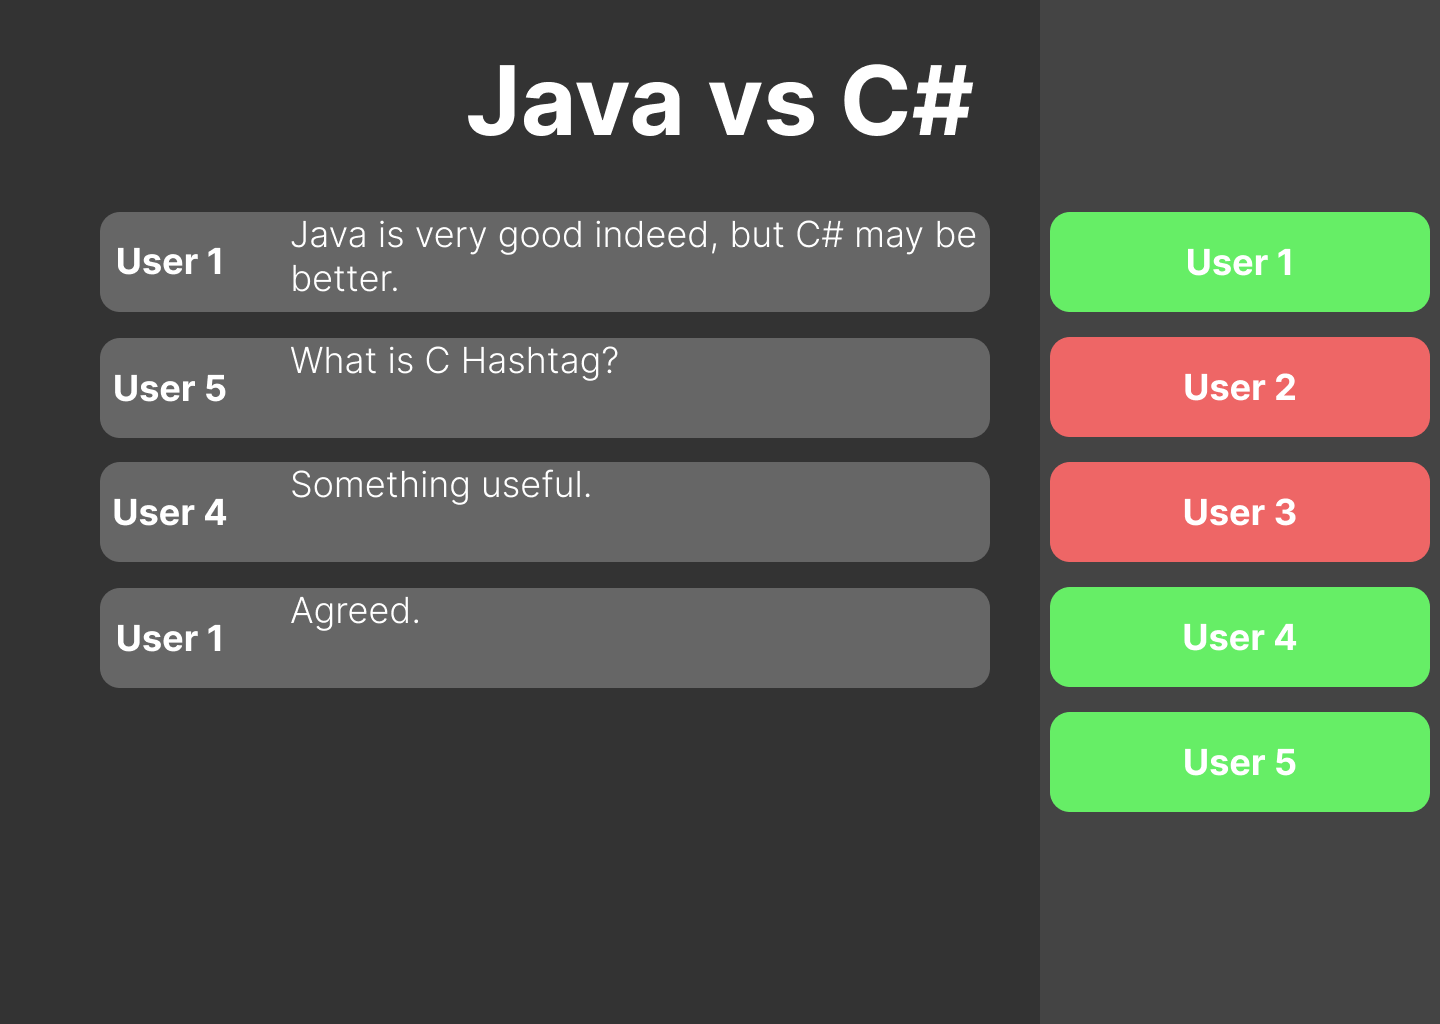 Java vs C#
User 1
Java is very good indeed, but C# may be
better.
User 5
What is C Hashtag?
User 4
Something useful.
User 1
Agreed.
User 1
User 2
User 3
User 4
User 5